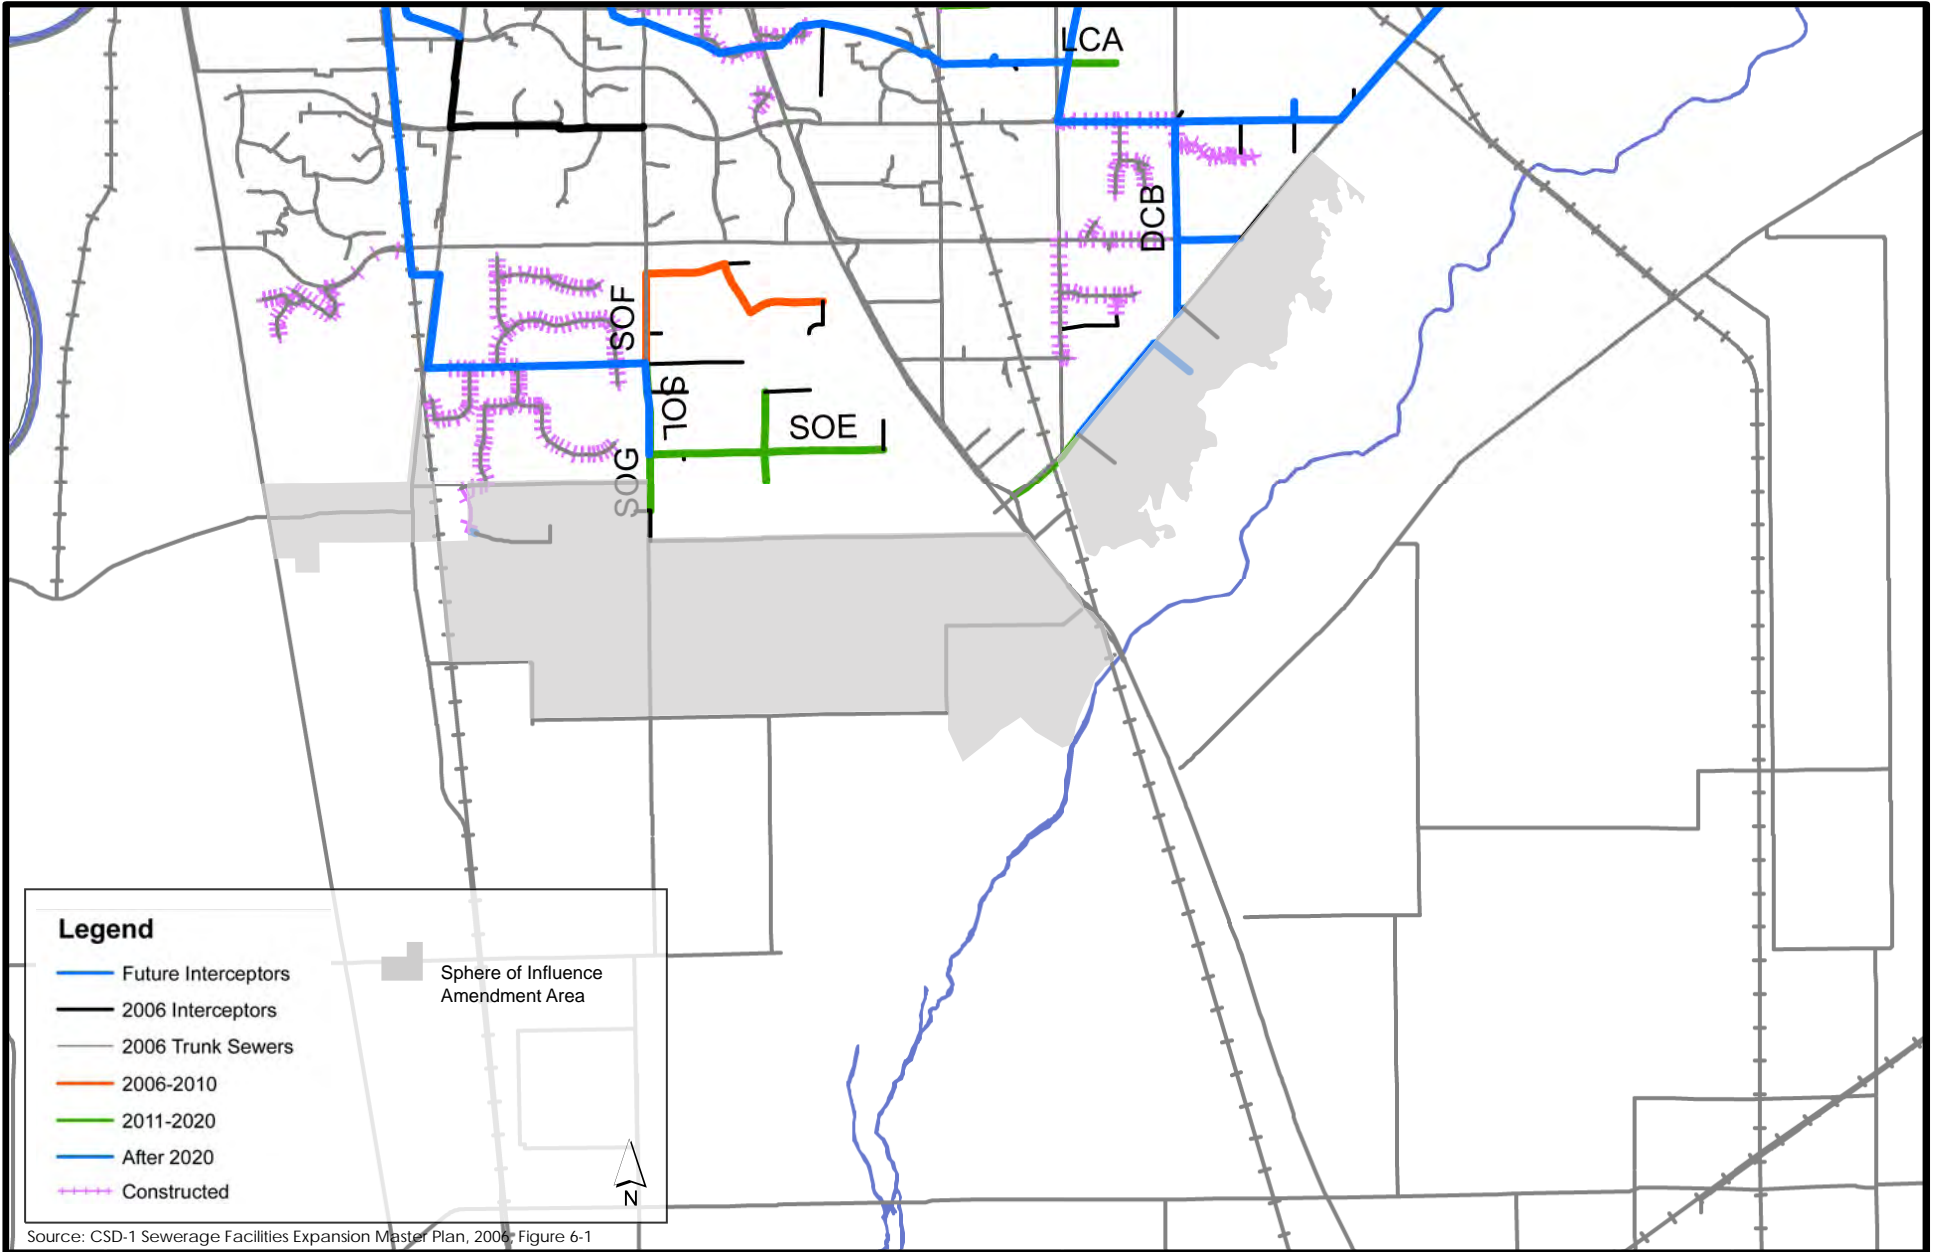 LCA
DCB
SOF
SOL
SOE
SOG
Legend
Future Interceptors
2006 Interceptors
2006 Trunk Sewers
2006-2010
2011-2020
After 2020
Constructed
Sphere of Influence
Amendment Area
N
Source: CSD-1 Sewerage Facilities Expansion Master Plan, 2006, Figure 6-1